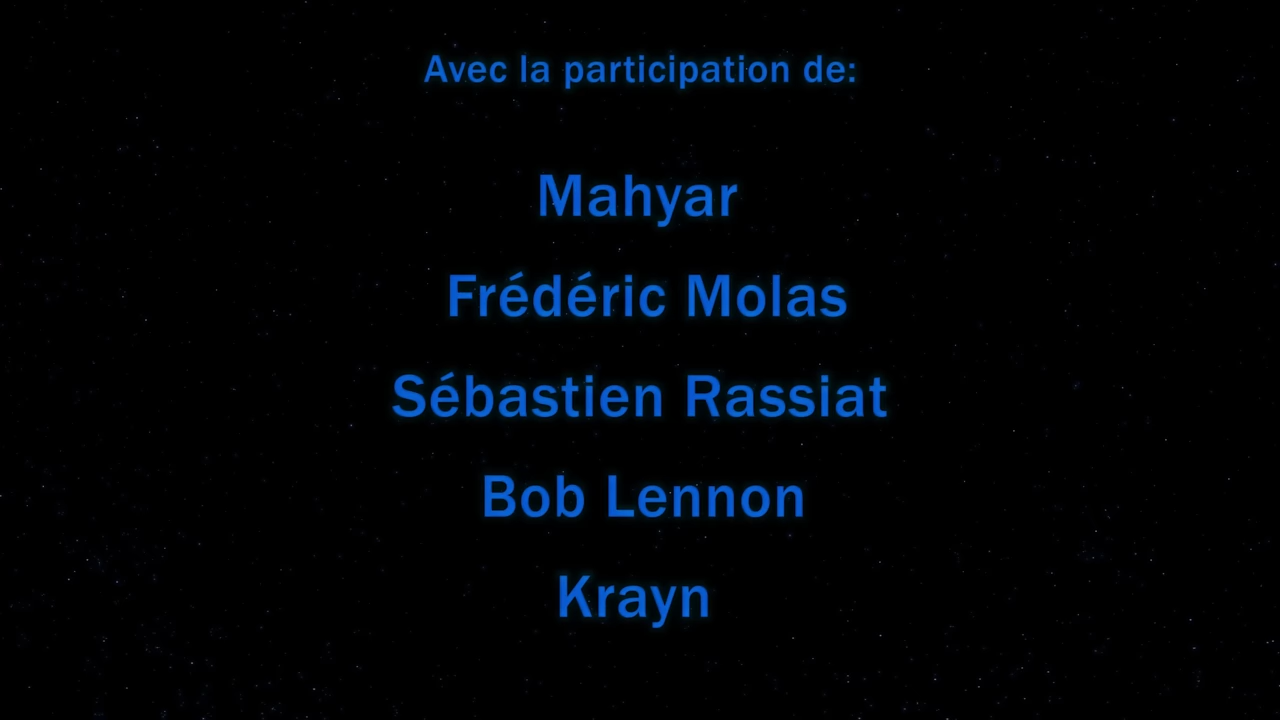 Avec la participation de:
Mahyar
Frédéric Molas
Sébastien Rassiat
Bob Lennon
Krayn